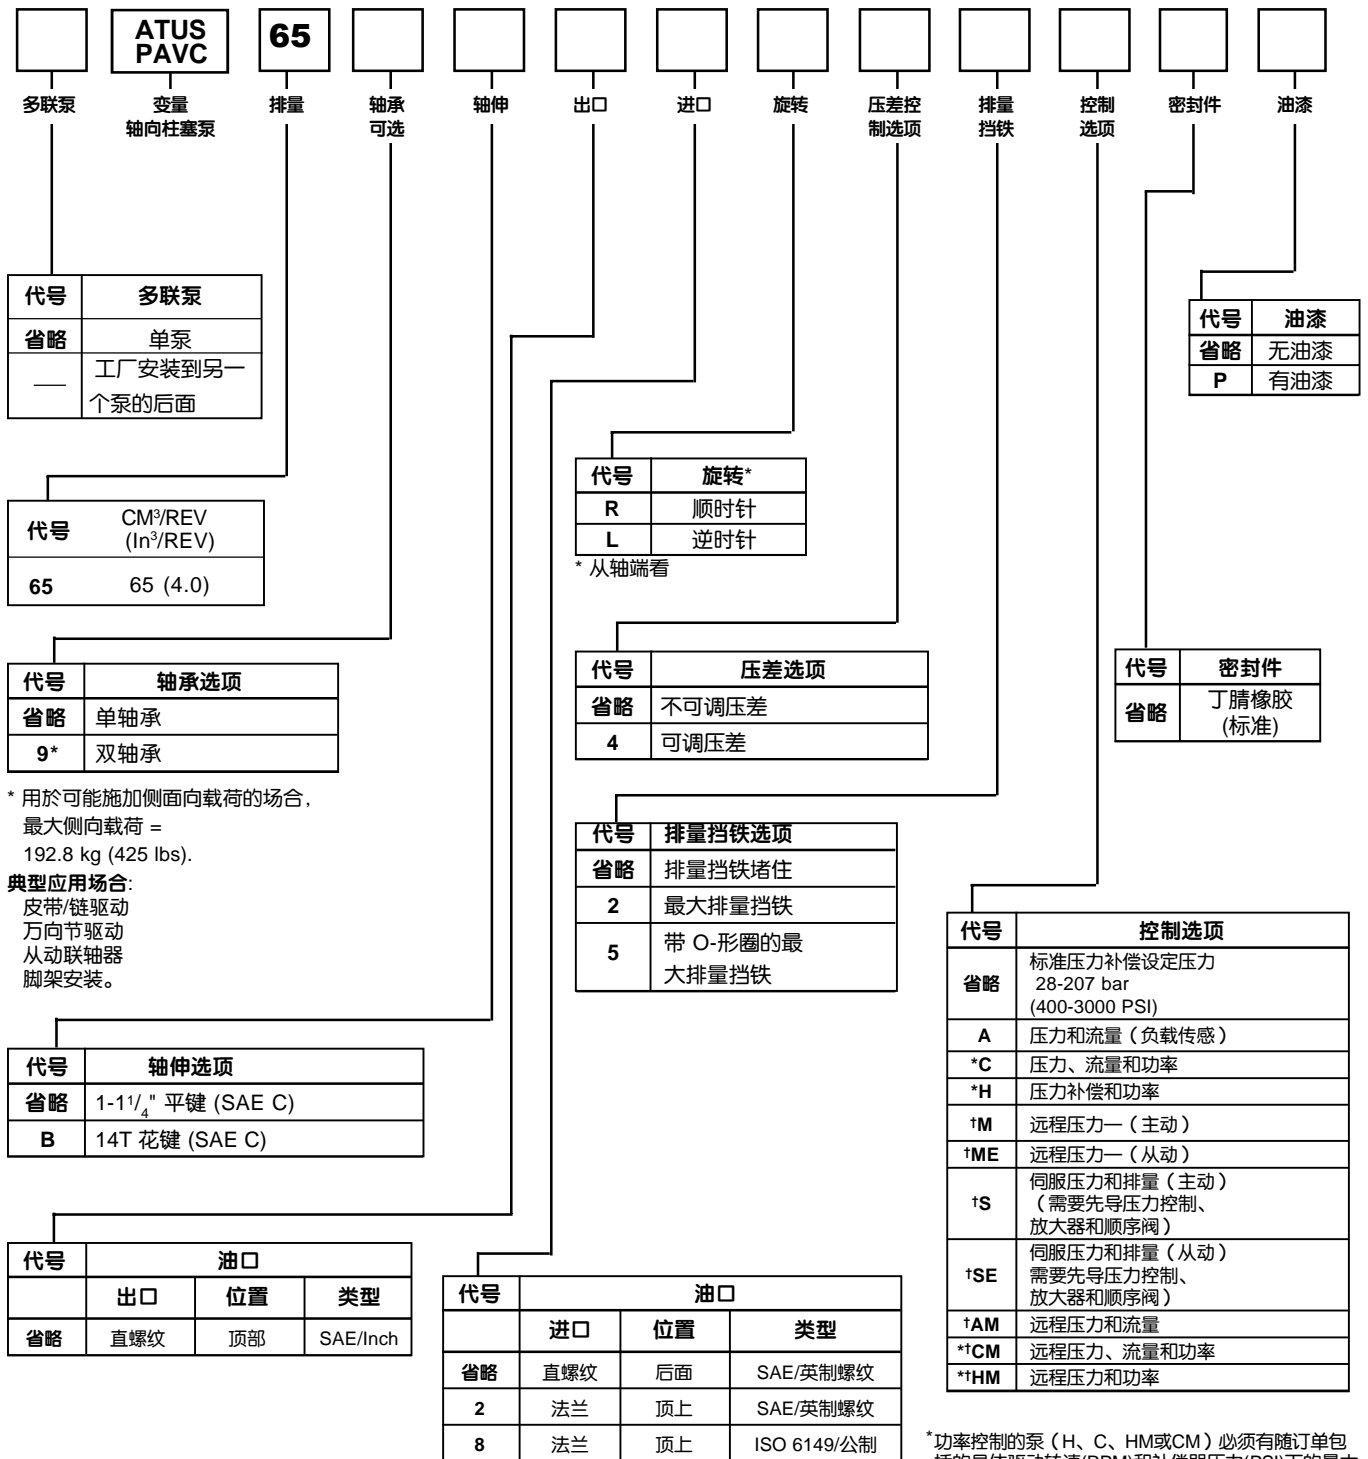 ATUS
PAVC
65
多联泵
变量
轴向柱塞泵
排量
轴承
可选
轴伸
出口
进口
旋转
压差控
制选项
排量
挡铁
控制
选项
密封件
油漆
代号 多联泵
省略 单泵
— 工厂安装到另一
个泵的后面
代号 油漆
省略 无油漆
P 有油漆
代号 旋转*
R 顺时针
L 逆时针
* 从轴端看
代号 CM³/REV
(In³/REV)
65 65 (4.0)
代号 轴承选项
省略 单轴承
9* 双轴承
* 用於可能施加侧面向载荷的场合,
最大侧向载荷 =
192.8 kg (425 lbs).
典型应用场合:
皮带/链驱动
万向节驱动
从动联轴器
脚架安装。
代号 压差选项
省略 不可调压差
4 可调压差
代号 密封件
省略 丁腈橡胶
(标准)
代号 排量挡铁选项
省略 排量挡铁堵住
2 最大排量挡铁
5 带 O-形圈的最
大排量挡铁
代号 控制选项
省略 标准压力补偿设定压力
28-207 bar
(400-3000 PSI)
A 压力和流量（负载传感）
*C 压力、流量和功率
*H 压力补偿和功率
†M 远程压力—（主动）
†ME 远程压力—（从动）
†S 伺服压力和排量（主动）
（需要先导压力控制、
放大器和顺序阀）
†SE 伺服压力和排量（从动）
需要先导压力控制、
放大器和顺序阀）
†AM 远程压力和流量
*†CM 远程压力、流量和功率
*†HM 远程压力和功率
代号 轴伸选项
省略 1-1¹/₄" 平键 (SAE C)
B 14T 花键 (SAE C)
代号 油口
出口 位置 类型
省略 直螺纹 顶部 SAE/Inch
代号 油口
进口 位置 类型
省略 直螺纹 后面 SAE/英制螺纹
2 法兰 顶上 SAE/英制螺纹
8 法兰 顶上 ISO 6149/公制
*功率控制的泵（H、C、HM或CM）必须有随订单包
括的具体驱动转速(RPM)和补偿器压力(PSI)下的最大